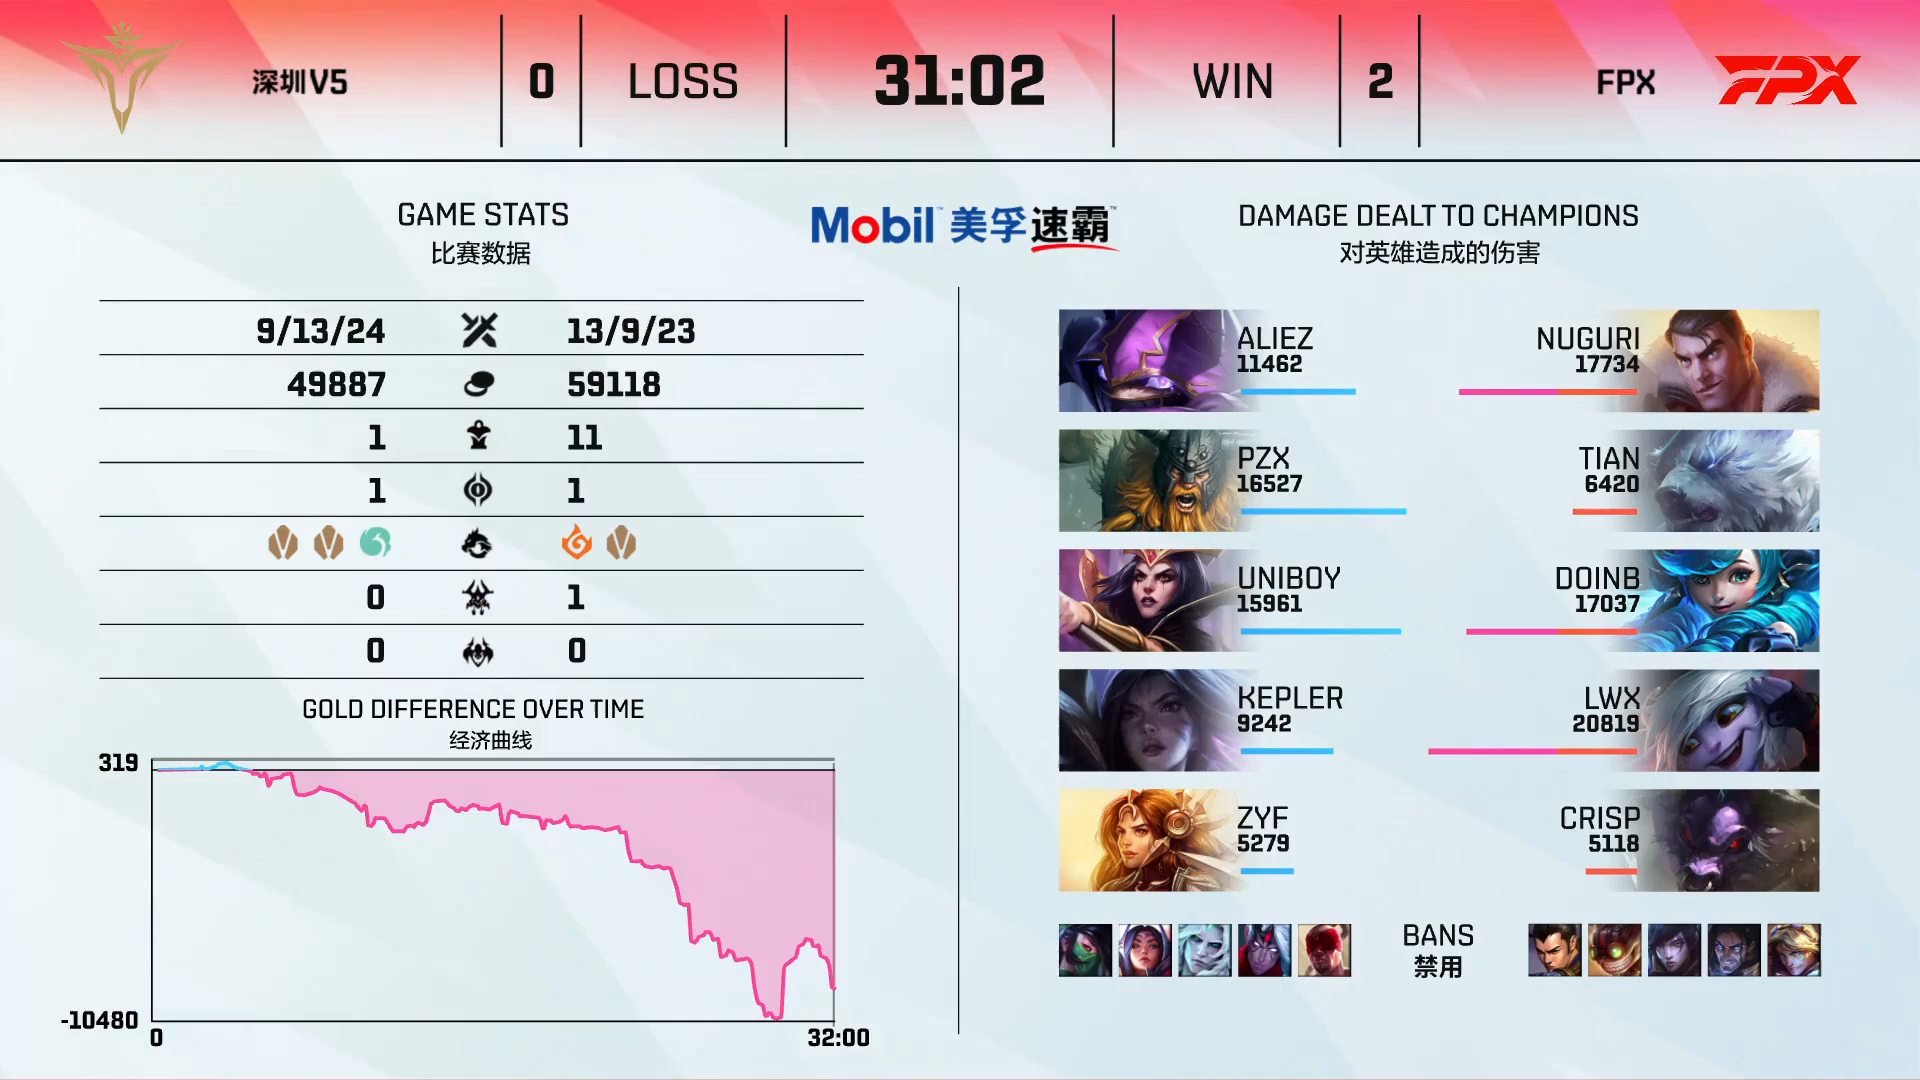 深圳V5
0
LOSS
31:02
WIN
2
FPX
FPX
GAME STATS
比赛数据
Mobil™ 美孚速霸™
DAMAGE DEALT TO CHAMPIONS
对英雄造成的伤害
9/13/24
13/9/23
49887
59118
1
11
1
1
0
1
0
0
GOLD DIFFERENCE OVER TIME
经济曲线
319
-10480
0
32:00
ALIEZ
11462
NUGURI
17734
PZX
16527
TIAN
6420
UNIBOY
15961
DOINB
17037
KEPLER
9242
LWX
20819
ZYF
5279
CRISP
5118
BANS
禁用